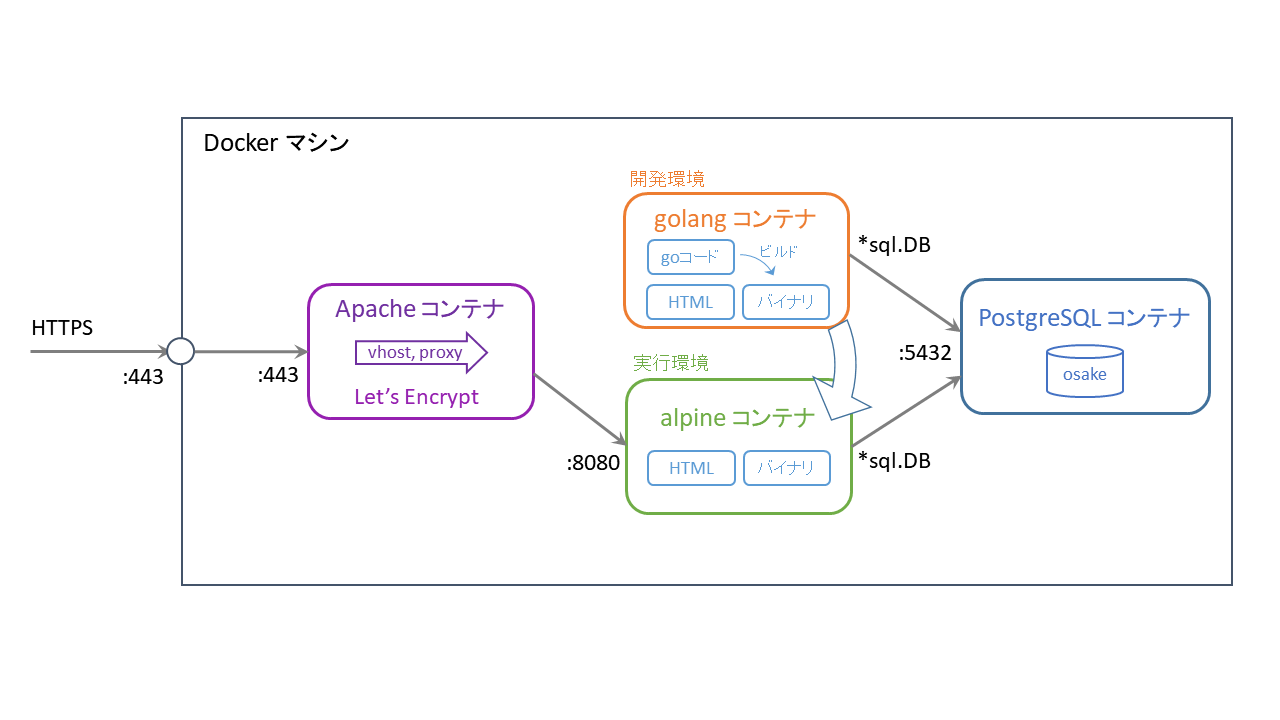 Docker マシン
HTTPS
:443
:443
Apache コンテナ
vhost, proxy
Let's Encrypt
:8080
開発環境
golang コンテナ
goコード
ビルド
HTML
バイナリ
*sql.DB
実行環境
alpine コンテナ
HTML
バイナリ
*sql.DB
:5432
PostgreSQL コンテナ
osake